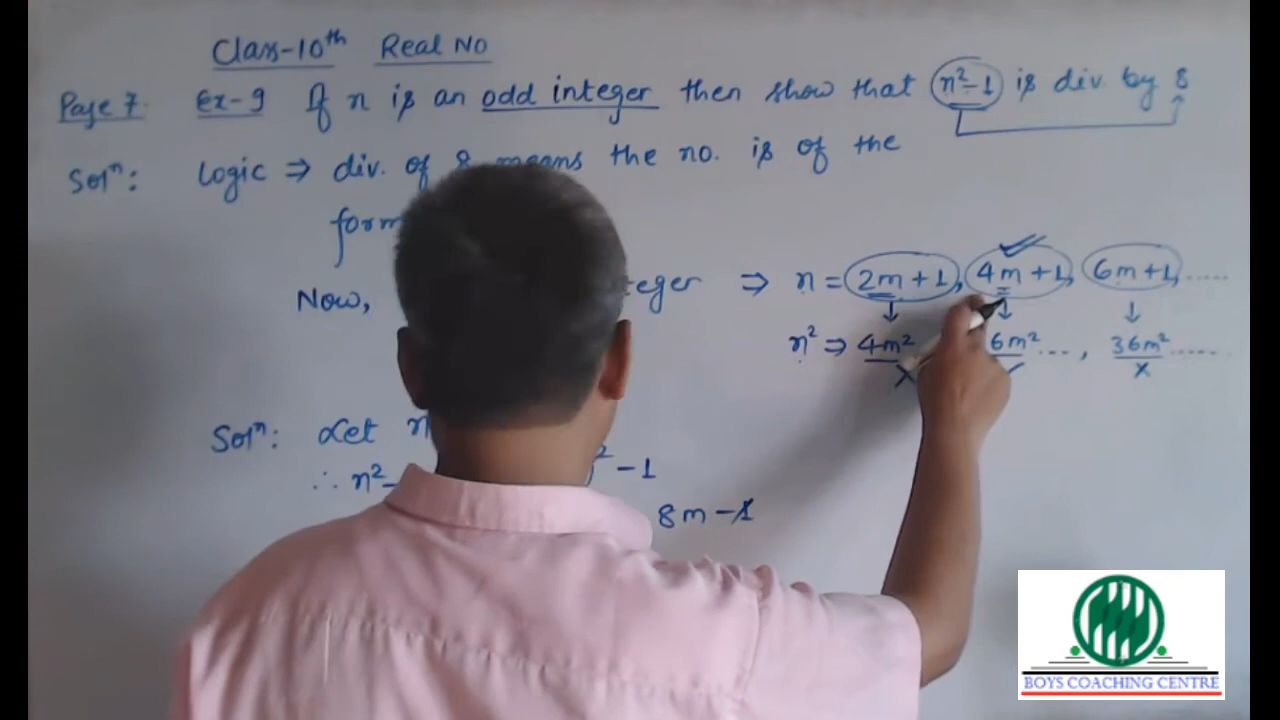 Class-10th Real No
Page 7. Ex-9 If n is an odd integer then show that n²-1 is div. by 8
Solⁿ: Logic ⇒ div. of 8 means the no. is of the
form
Now, teger ⇒ n = 2m+1, 4m+1, 6m+1, .....
n² ⇒ 4m² 6m² ...., 36m² .....
Solⁿ: Let n
∴ n²- ² -1
8m-1
BOYS COACHING CENTRE